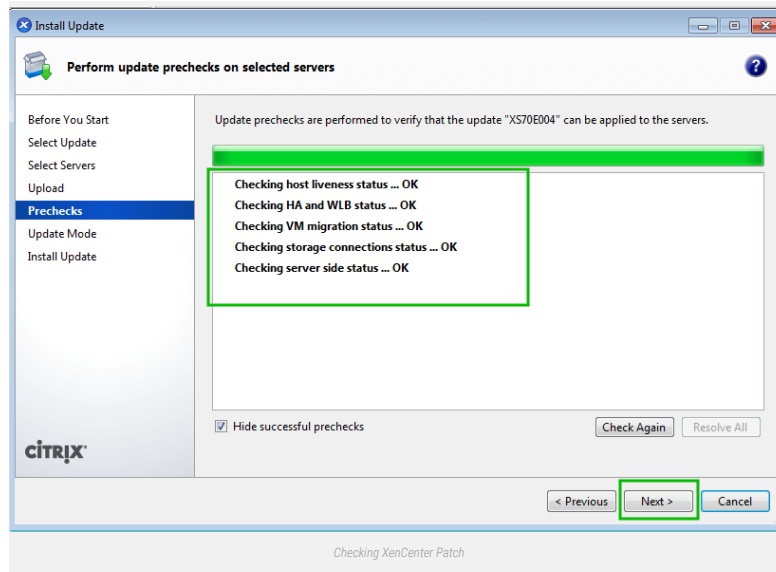 Install Update
Perform update prechecks on selected servers
?
Before You Start
Select Update
Select Servers
Upload
Prechecks
Update Mode
Install Update
Update prechecks are performed to verify that the update "XS70E004" can be applied to the servers.
Checking host liveness status ... OK
Checking HA and WLB status ... OK
Checking VM migration status ... OK
Checking storage connections status ... OK
Checking server side status ... OK
Hide successful prechecks
Check Again
Resolve All
CITRIX
< Previous
Next >
Cancel
Checking XenCenter Patch